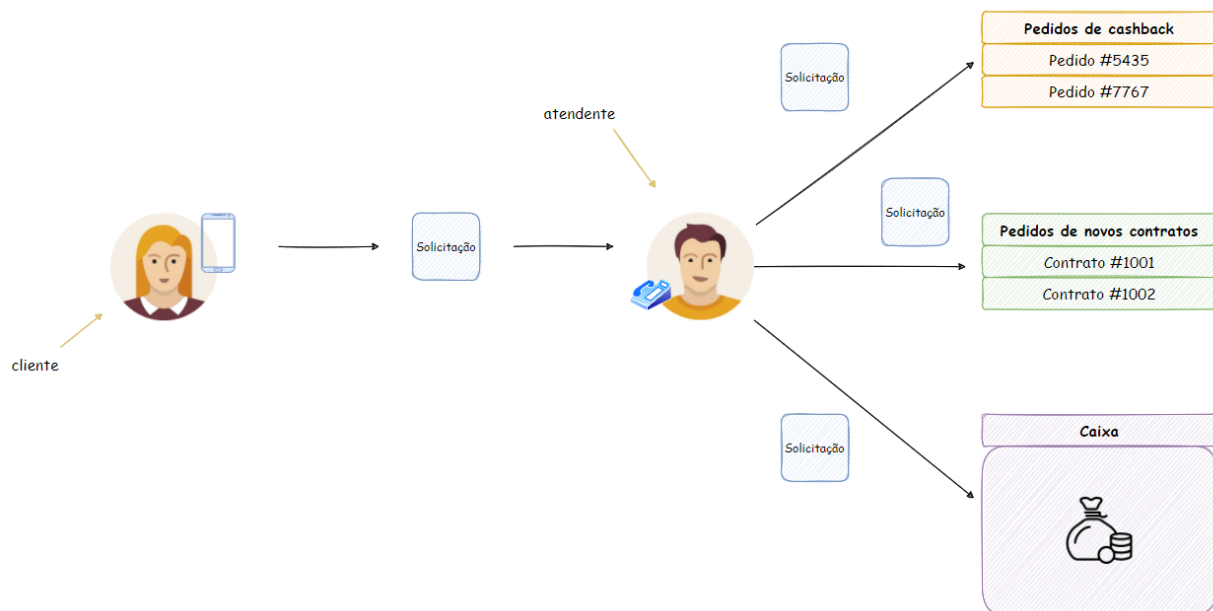 Pedidos de cashback
Pedido #5435
Pedido #7767
Solicitação
atendente
Solicitação
Solicitação
Pedidos de novos contratos
Contrato #1001
Contrato #1002
cliente
Solicitação
Caixa